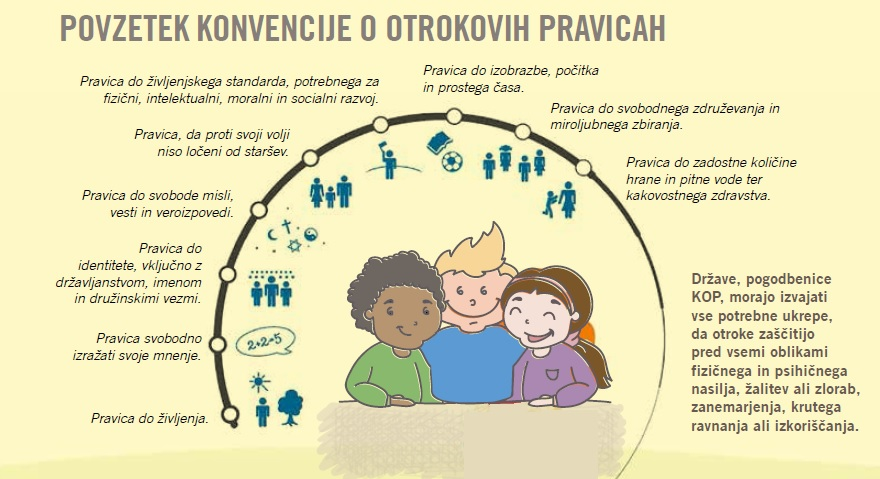 POVZETEK KONVENCIJE O OTROKOVIH PRAVICAH
Pravica do življenjskega standarda, potrebnega za
fizični, intelektualni, moralni in socialni razvoj.
Pravica do izobrazbe, počitka
in prostega časa.
Pravica do svobodnega združevanja in
miroljubnega zbiranja.
Pravica, da proti svoji volji
niso ločeni od staršev.
Pravica do zadostne količine
hrane in pitne vode ter
kakovostnega zdravstva.
Pravica do svobode misli,
vesti in veroizpovedi.
Pravica do
identitete, vključno z
državljanstvom, imenom
in družinskimi vezmi.
Pravica svobodno
izražati svoje mnenje.
2+2=5
Pravica do življenja.
Države, pogodbenice
KOP, morajo izvajati
vse potrebne ukrepe,
da otroke zaščitijo
pred vsemi oblikami
fizičnega in psihičnega
nasilja, žalitev ali zlorab,
zanemarjenja, krutega
ravnanja ali izkoriščanja.